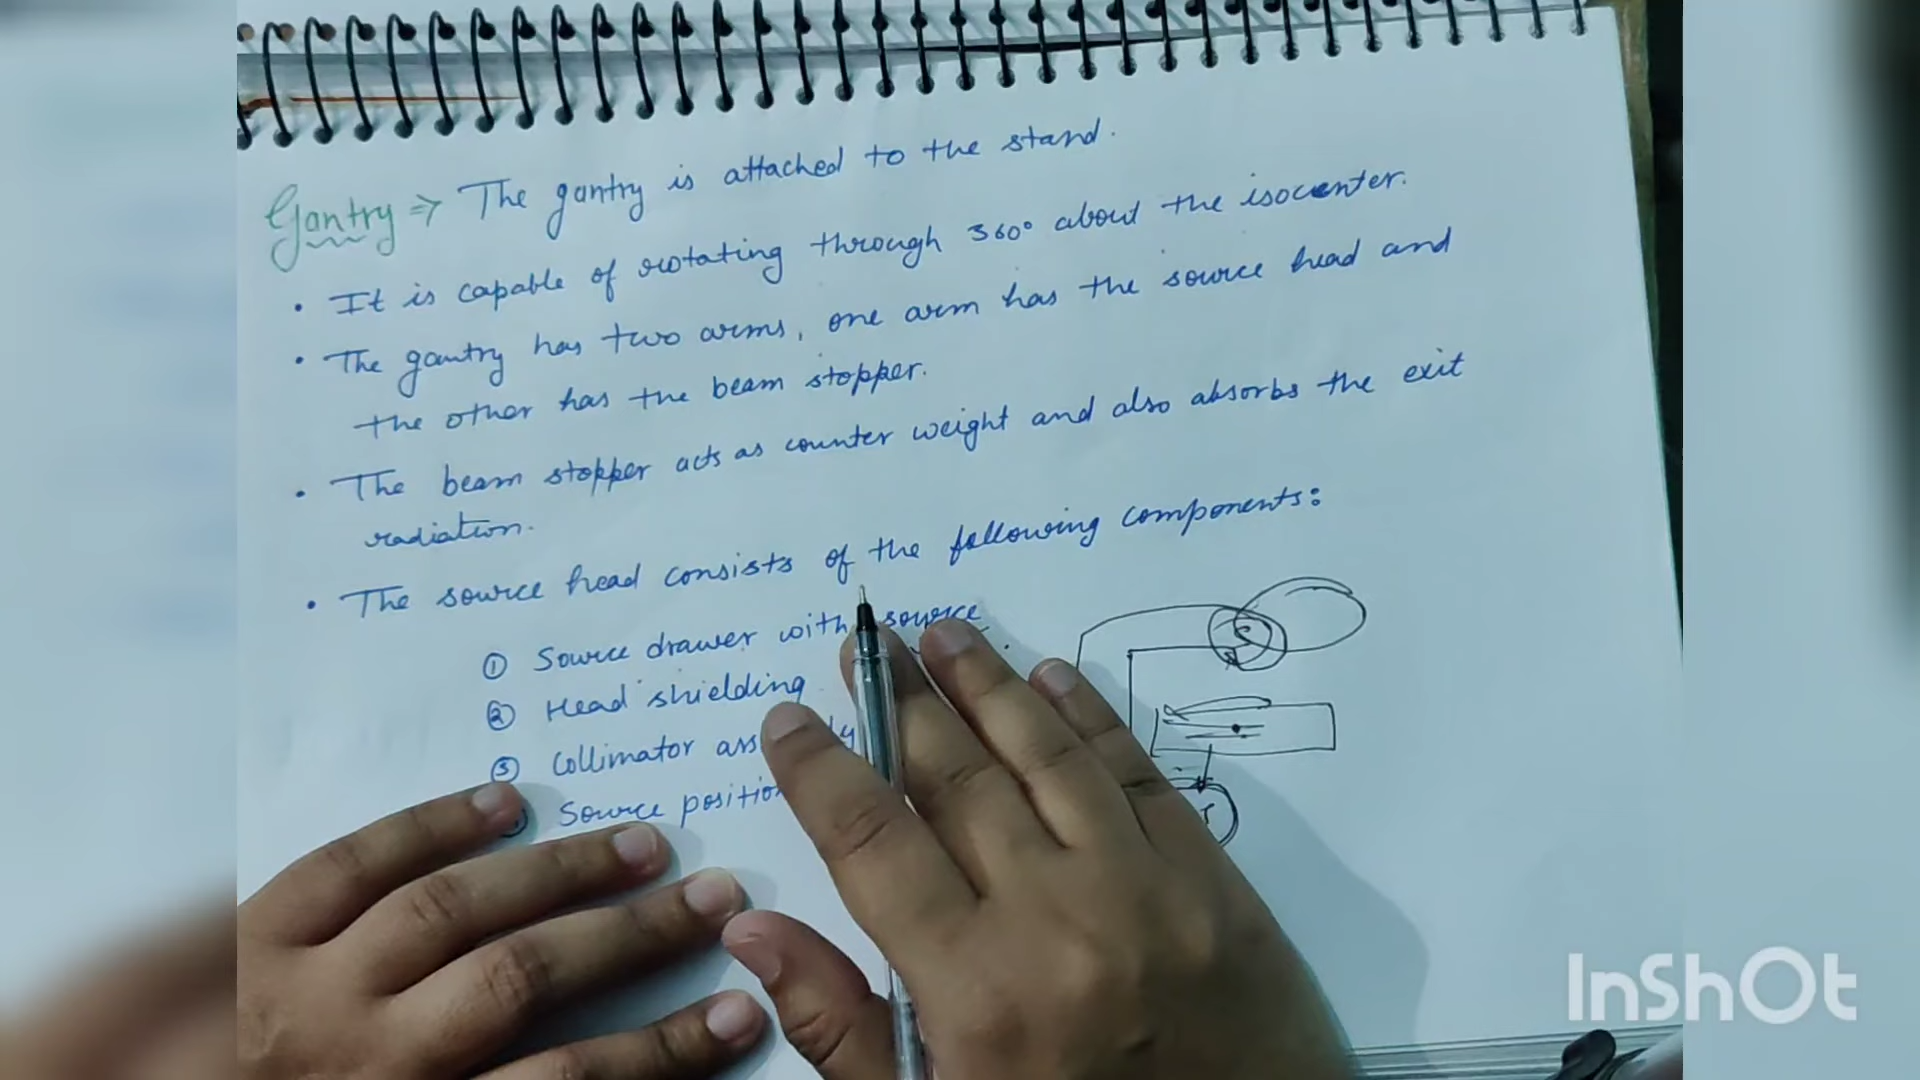 Gantry ⇒ The gantry is attached to the stand.
• It is capable of rotating through 360° about the isocenter.
• The gantry has two arms, one arm has the source head and
the other has the beam stopper.
• The beam stopper acts as counter weight and also absorbs the exit
radiation.
• The source head consists of the following components:
① Source drawer with source
② Head shielding
③ Collimator
Source
S
InShOt